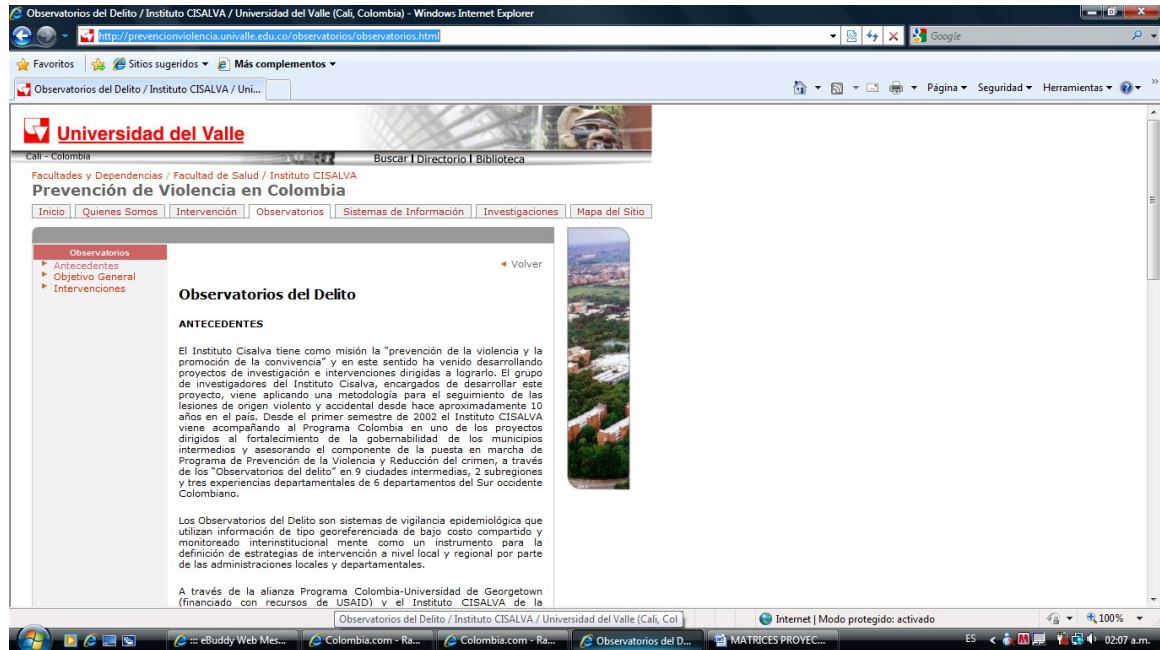 Observatorios del Delito / Instituto CISALVA / Universidad del Valle (Cali, Colombia) - Windows Internet Explorer
http://prevencionviolencia.univalle.edu.co/observatorios/observatorios.html
Google
Favoritos
Sitios sugeridos
Más complementos
Observatorios del Delito / Instituto CISALVA / Uni...
Página
Seguridad
Herramientas
Universidad del Valle
Cali - Colombia
Buscar I Directorio I Biblioteca
Facultades y Dependencias / Facultad de Salud / Instituto CISALVA
Prevención de Violencia en Colombia
Inicio
Quienes Somos
Intervención
Observatorios
Sistemas de Información
Investigaciones
Mapa del Sitio
Observatorios
Antecedentes
Objetivo General
Intervenciones
Volver
Observatorios del Delito
ANTECEDENTES
El Instituto Cisalva tiene como misión la "prevención de la violencia y la
promoción de la convivencia" y en este sentido ha venido desarrollando
proyectos de investigación e intervenciones dirigidas a lograrlo. El grupo
de investigadores del Instituto Cisalva, encargados de desarrollar este
proyecto, viene aplicando una metodología para el seguimiento de las
lesiones de origen violento y accidental desde hace aproximadamente 10
años en el país. Desde el primer semestre de 2002 el Instituto CISALVA
viene acompañando al Programa Colombia en uno de los proyectos
dirigidos al fortalecimiento de la gobernabilidad de los municipios
intermedios y asesorando el componente de la puesta en marcha de
Programa de Prevención de la Violencia y Reducción del crimen, a través
de los "Observatorios del delito" en 9 ciudades intermedias, 2 subregiones
y tres experiencias departamentales de 6 departamentos del Sur occidente
Colombiano.
Los Observatorios del Delito son sistemas de vigilancia epidemiológica que
utilizan información de tipo georeferenciada de bajo costo compartido y
monitoreado interinstitucional mente como un instrumento para la
definición de estrategias de intervención a nivel local y regional por parte
de las administraciones locales y departamentales.
A través de la alianza Programa Colombia-Universidad de Georgetown
(financiado con recursos de USAID) y el Instituto CISALVA de la
Observatorios del Delito / Instituto CISALVA / Universidad del Valle (Cali, Col
Internet | Modo protegido: activado
100%
::: eBuddy Web Mes...
Colombia.com - Ra...
Colombia.com - Ra...
Observatorios del D...
MATRICES PROYEC...
ES
02:07 a.m.